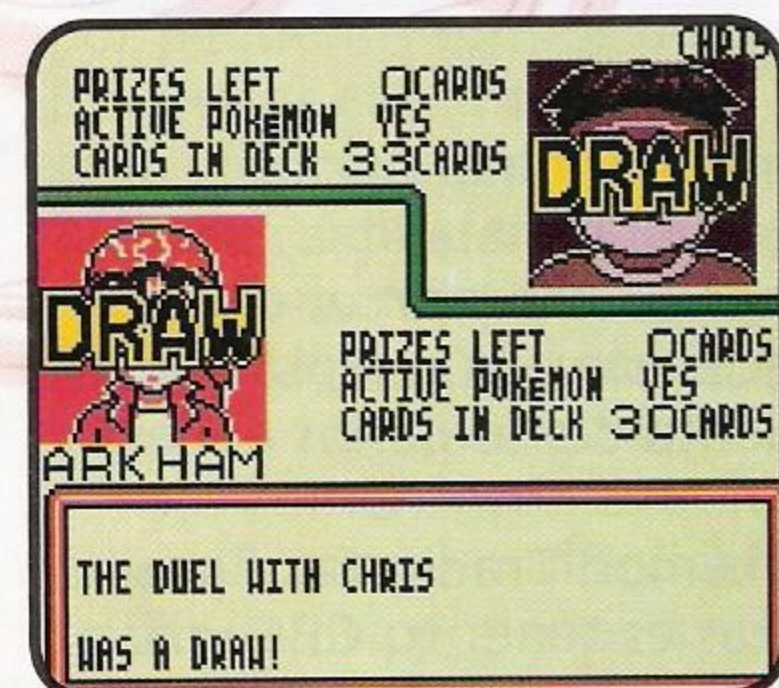 CHRIS
PRIZES LEFT 0CARDS
ACTIVE POKéMON YES
CARDS IN DECK 33CARDS
DRAW
DRAW
PRIZES LEFT 0CARDS
ACTIVE POKéMON YES
CARDS IN DECK 30CARDS
ARKHAM
THE DUEL WITH CHRIS
WAS A DRAW!